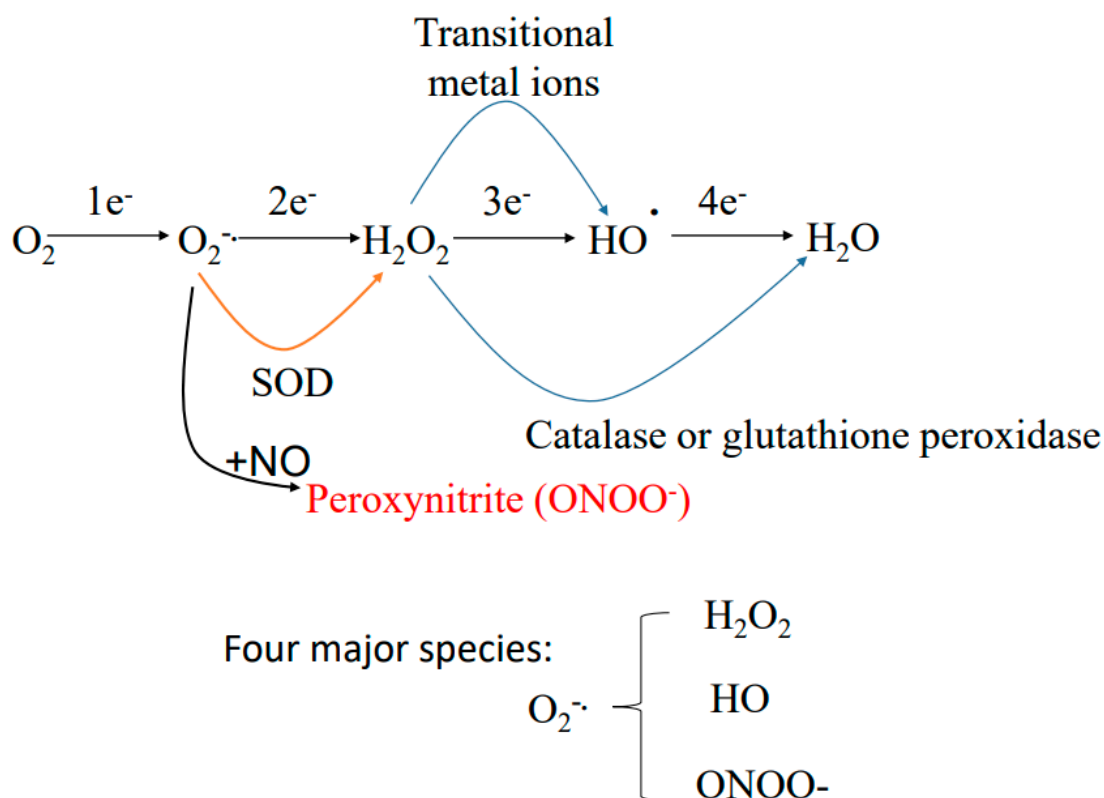 Transitional
metal ions
1e⁻ 2e⁻ 3e⁻ 4e⁻
O₂ O₂⁻· H₂O₂ HO· H₂O
SOD
Catalase or glutathione peroxidase
+NO
Peroxynitrite (ONOO⁻)
H₂O₂
Four major species:
O₂⁻·
HO
ONOO-